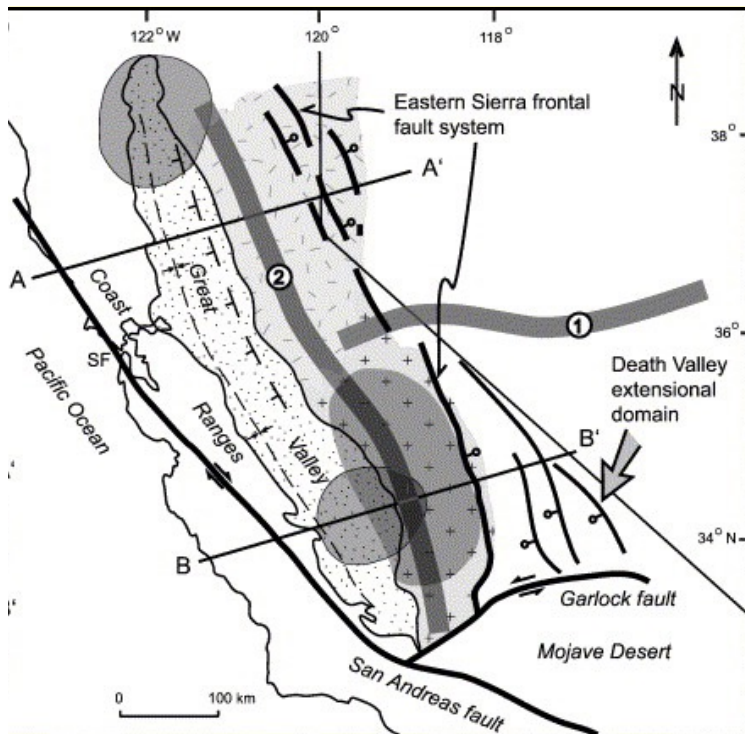 122° W
120°
118°
N
Eastern Sierra frontal
fault system
38°
A'
A
2
Great
Coast
1
36°
SF
Death Valley
extensional
domain
Pacific Ocean
Ranges
Valley
B'
34° N
B
Garlock fault
Mojave Desert
San Andreas fault
0
100 km